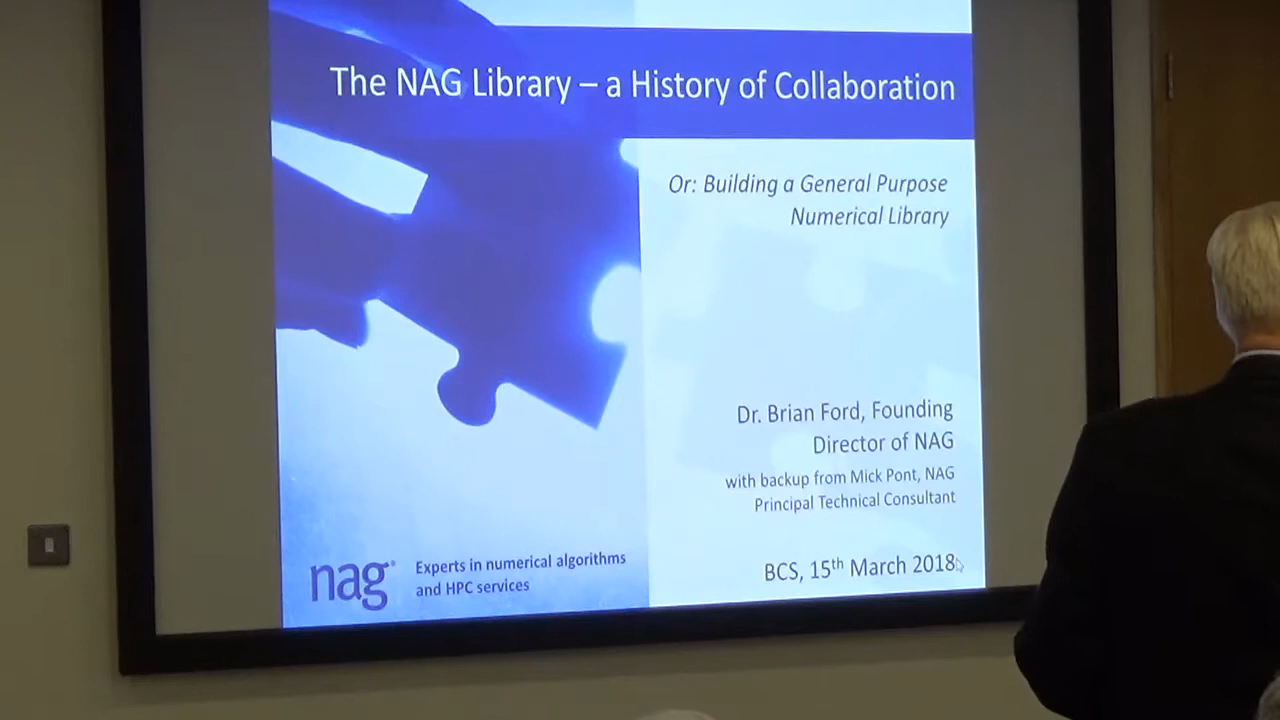 The NAG Library – a History of Collaboration
Or: Building a General Purpose
Numerical Library
Dr. Brian Ford, Founding
Director of NAG
with backup from Mick Pont, NAG
Principal Technical Consultant
BCS, 15th March 2018
nag®
Experts in numerical algorithms
and HPC services